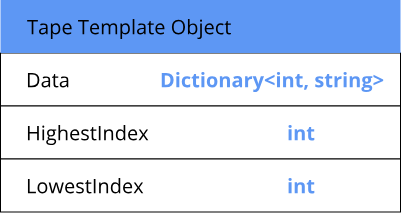 Tape Template Object
Data Dictionary<int, string>
HighestIndex int
LowestIndex int